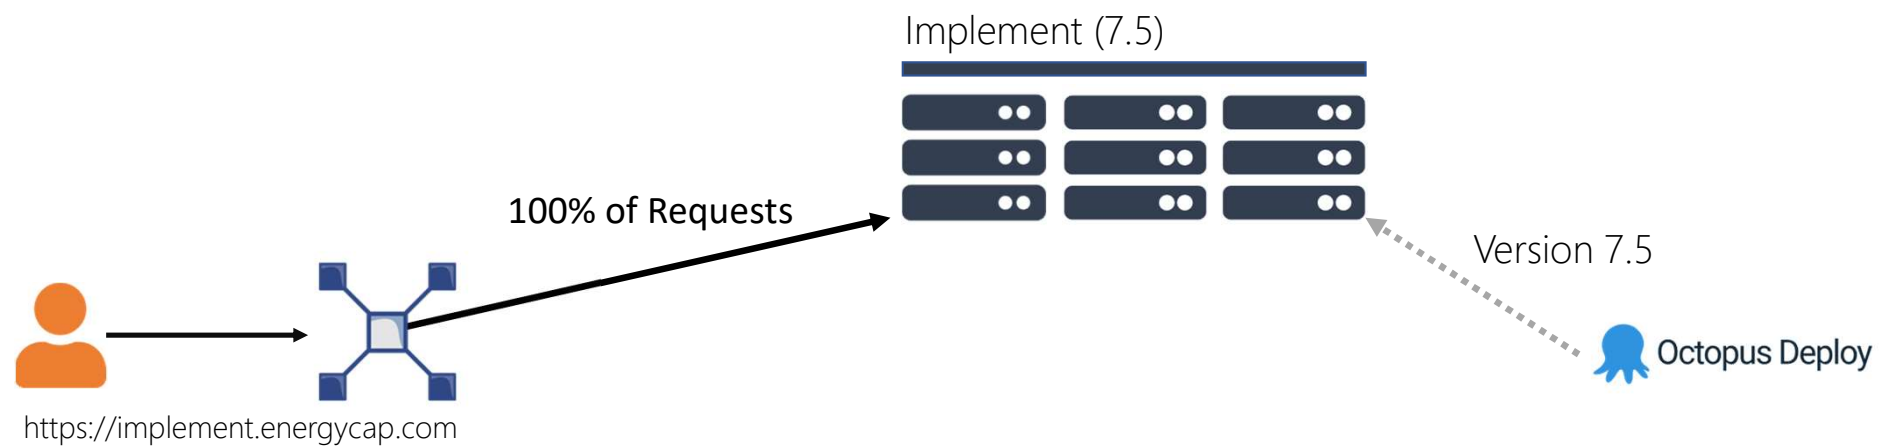 Implement (7.5)
100% of Requests
Version 7.5
Octopus Deploy
https://implement.energycap.com